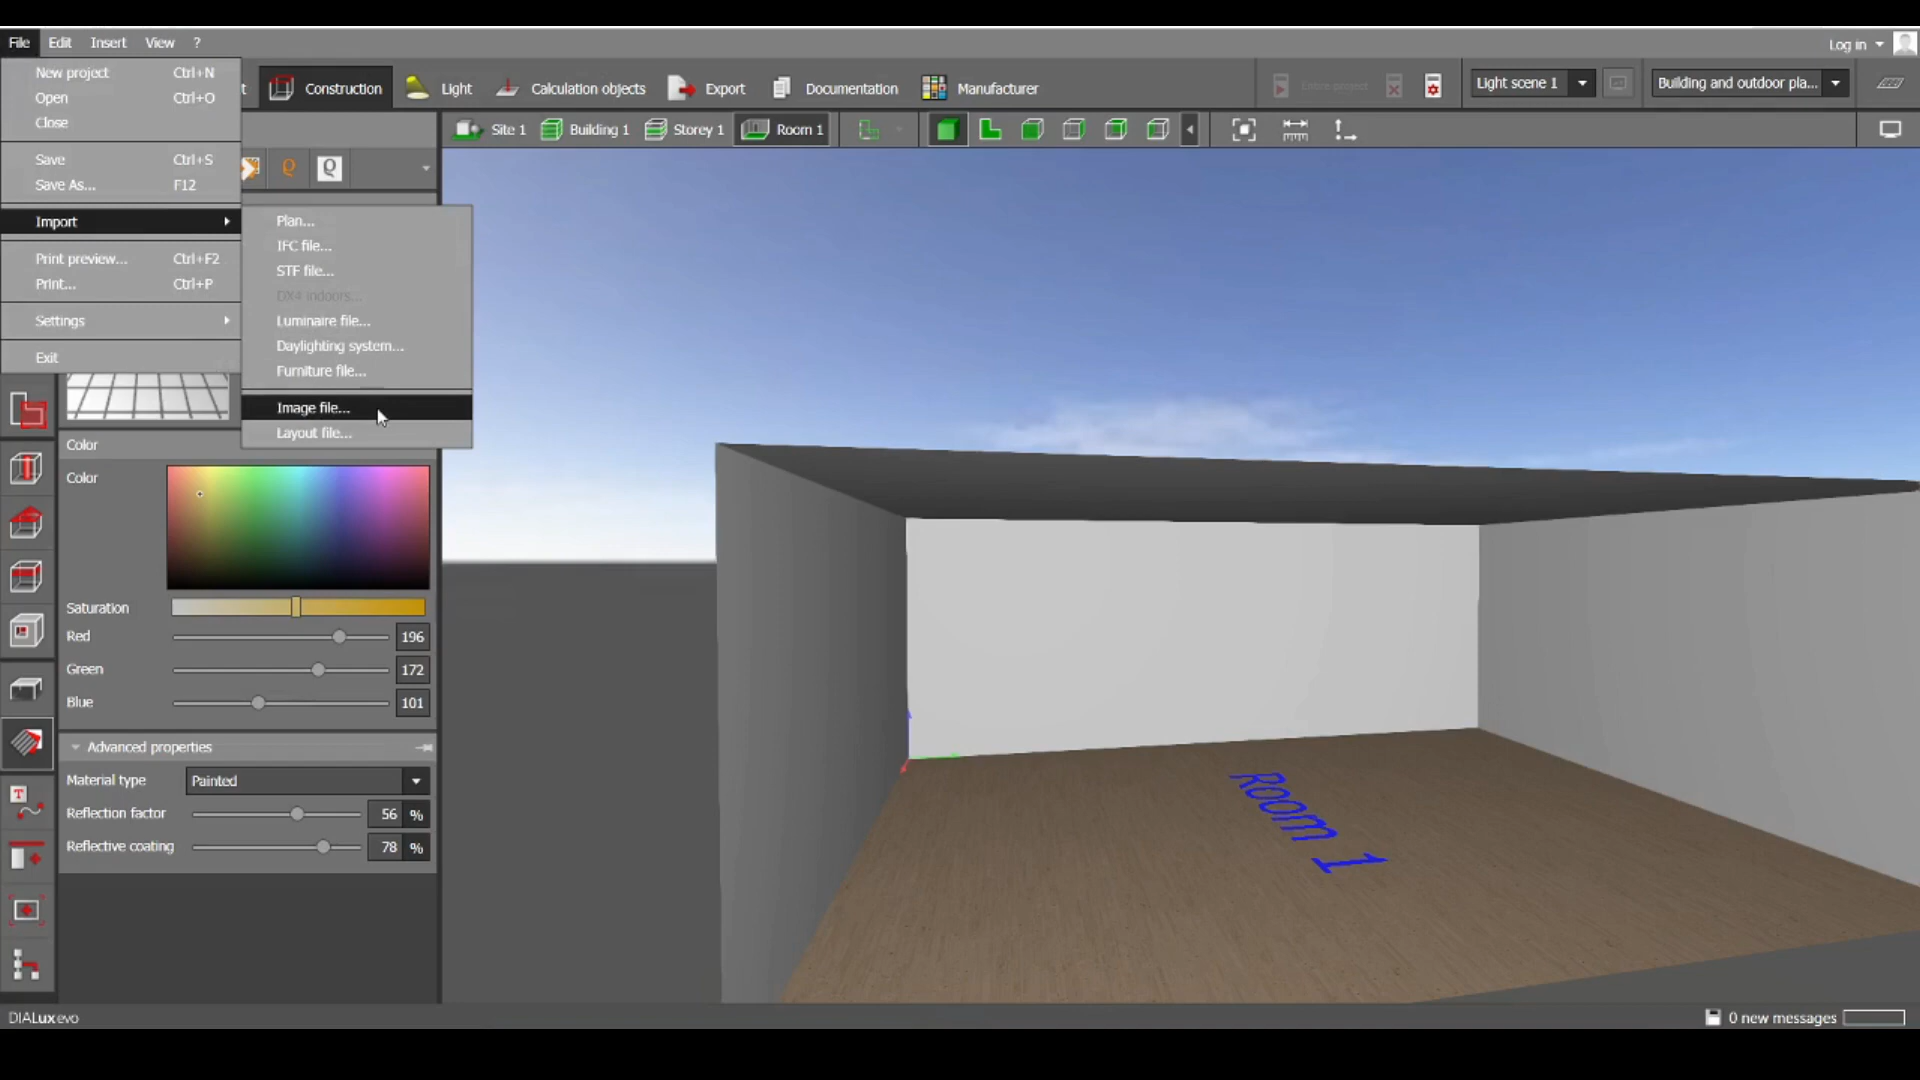 File Edit Insert View ?
Log in
New project Ctrl+N
Open Ctrl+O
Close
Save Ctrl+S
Save As... F12
Import
Print preview... Ctrl+F2
Print... Ctrl+P
Settings
Exit
Plan...
IFC file...
STF file...
DX4 indoors...
Luminaire file...
Daylighting system...
Furniture file...
Image file...
Layout file...
t Construction Light Calculation objects Export Documentation Manufacturer
Entire project Light scene 1 Building and outdoor pla...
Site 1 Building 1 Storey 1 Room 1
Color
Color
Saturation
Red 196
Green 172
Blue 101
Advanced properties
Material type Painted
Reflection factor 56 %
Reflective coating 78 %
Room 1
DIALux evo
0 new messages